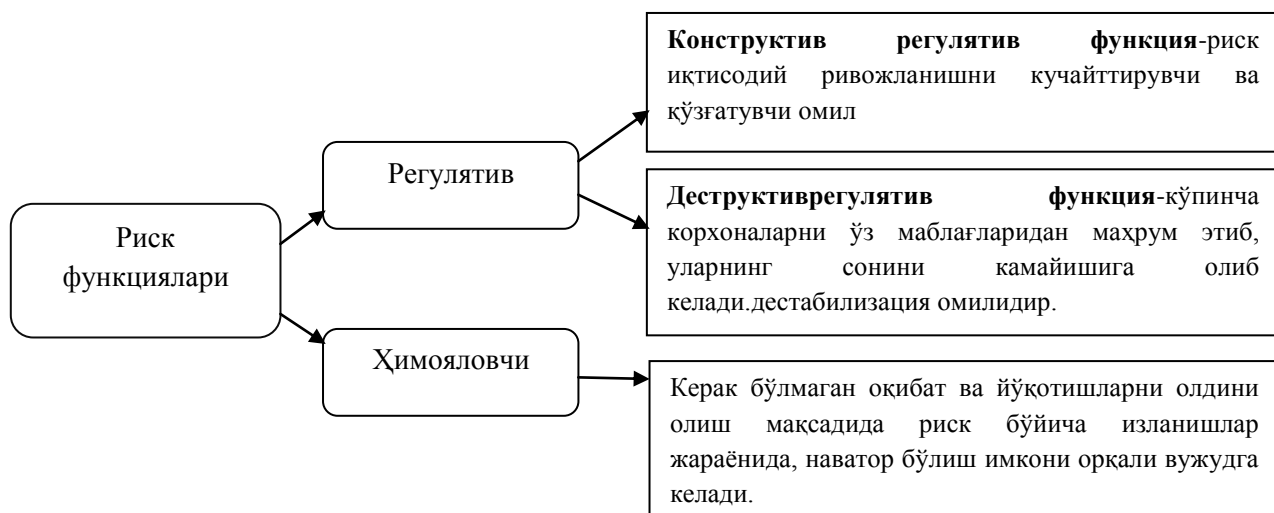 Риск
функциялари
Регулятив
Ҳимояловчи
Конструктив регулятив функция-риск
иқтисодий ривожланишни кучайттирувчи ва
қўзғатувчи омил
Деструктиврегулятив функция-кўпинча
корхоналарни ўз маблағларидан маҳрум этиб,
уларнинг сонини камайишига олиб
келади.дестабилизация омилидир.
Керак бўлмаган оқибат ва йўқотишларни олдини
олиш мақсадида риск бўйича изланишлар
жараёнида, наватор бўлиш имкони орқали вужудга
келади.